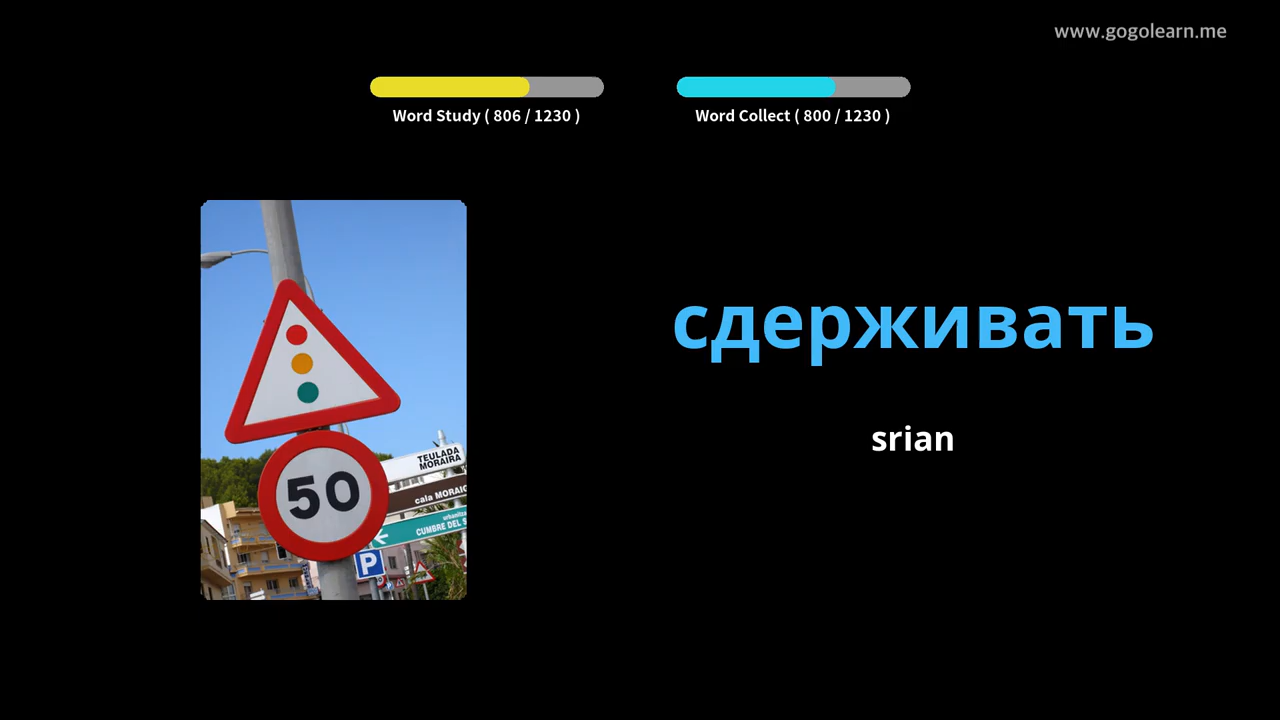 www.gogolearn.me
Word Study ( 806 / 1230 )
Word Collect ( 800 / 1230 )
сдерживать
srian
50
TEULADA
MORAIRA
cala MORAIG
urbanitza
CUMBRE DEL S
P